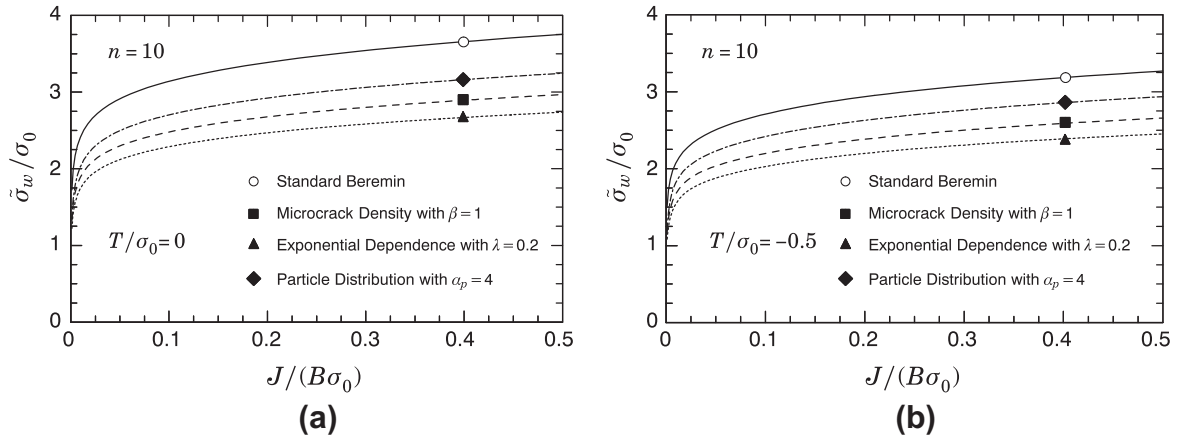 4
n = 10
3
σ̃w/σ0
2
Standard Beremin
Microcrack Density with β = 1
T/σ0 = 0
Exponential Dependence with λ = 0.2
1
Particle Distribution with αp = 4
0
0 0.1 0.2 0.3 0.4 0.5
J/(Bσ0)
(a)
4
n = 10
3
σ̃w/σ0
2
Standard Beremin
Microcrack Density with β = 1
T/σ0 = −0.5
Exponential Dependence with λ = 0.2
1
Particle Distribution with αp = 4
0
0 0.1 0.2 0.3 0.4 0.5
J/(Bσ0)
(b)